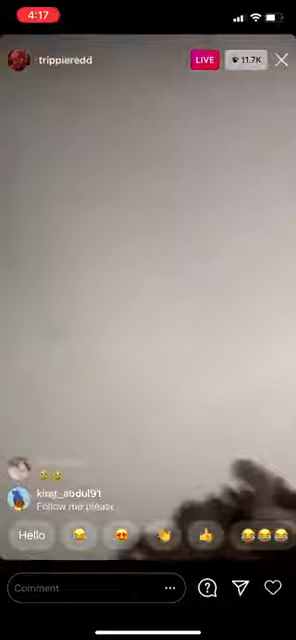 4:17
trippieredd
LIVE
11.7K
king_abdul91
Follow me please
Hello
Comment